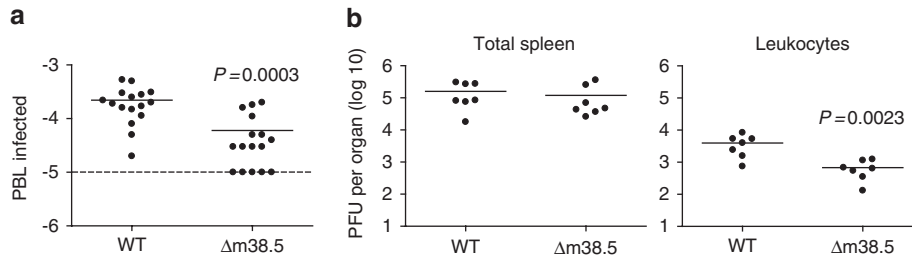 a
PBL infected
-3
-4
-5
-6
P=0.0003
WT
Δm38.5
b
PFU per organ (log 10)
Total spleen
6
5
4
3
2
1
WT
Δm38.5
Leukocytes
6
5
4
3
2
1
P=0.0023
WT
Δm38.5